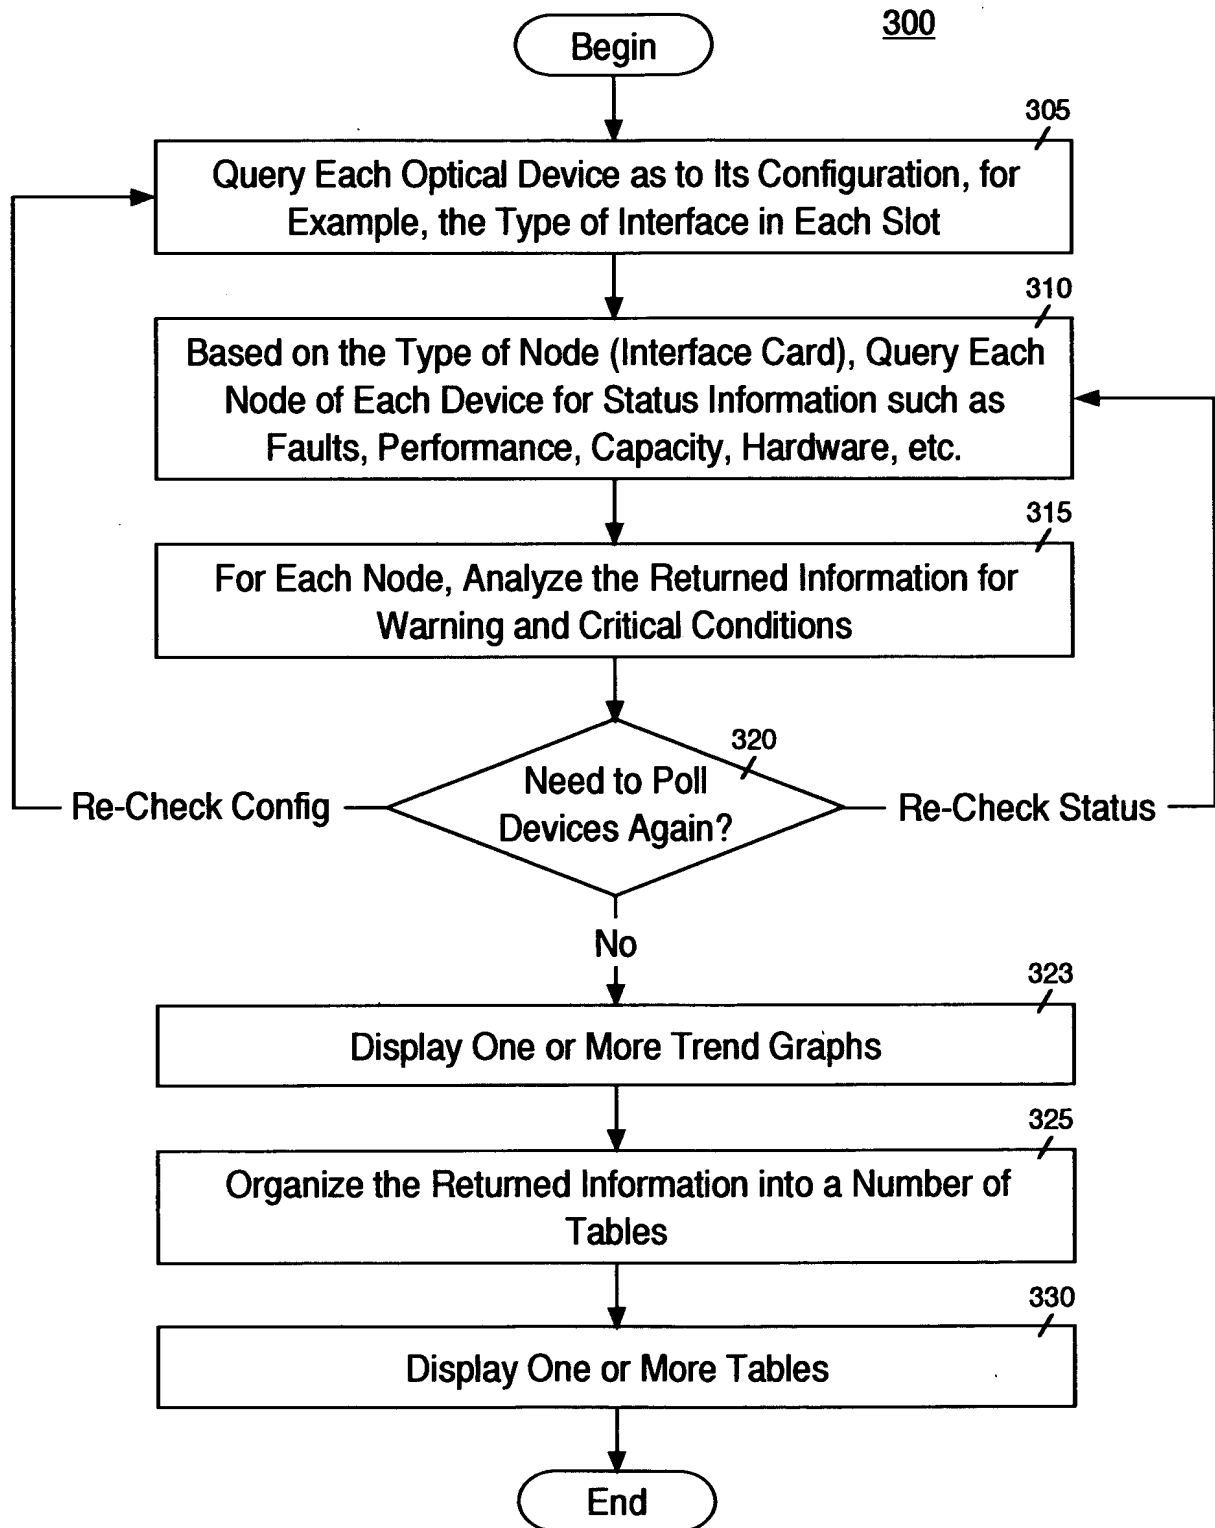 300
Begin
305
Query Each Optical Device as to Its Configuration, for
Example, the Type of Interface in Each Slot
310
Based on the Type of Node (Interface Card), Query Each
Node of Each Device for Status Information such as
Faults, Performance, Capacity, Hardware, etc.
315
For Each Node, Analyze the Returned Information for
Warning and Critical Conditions
320
Need to Poll
Devices Again?
Re-Check Config
Re-Check Status
No
323
Display One or More Trend Graphs
325
Organize the Returned Information into a Number of
Tables
330
Display One or More Tables
End